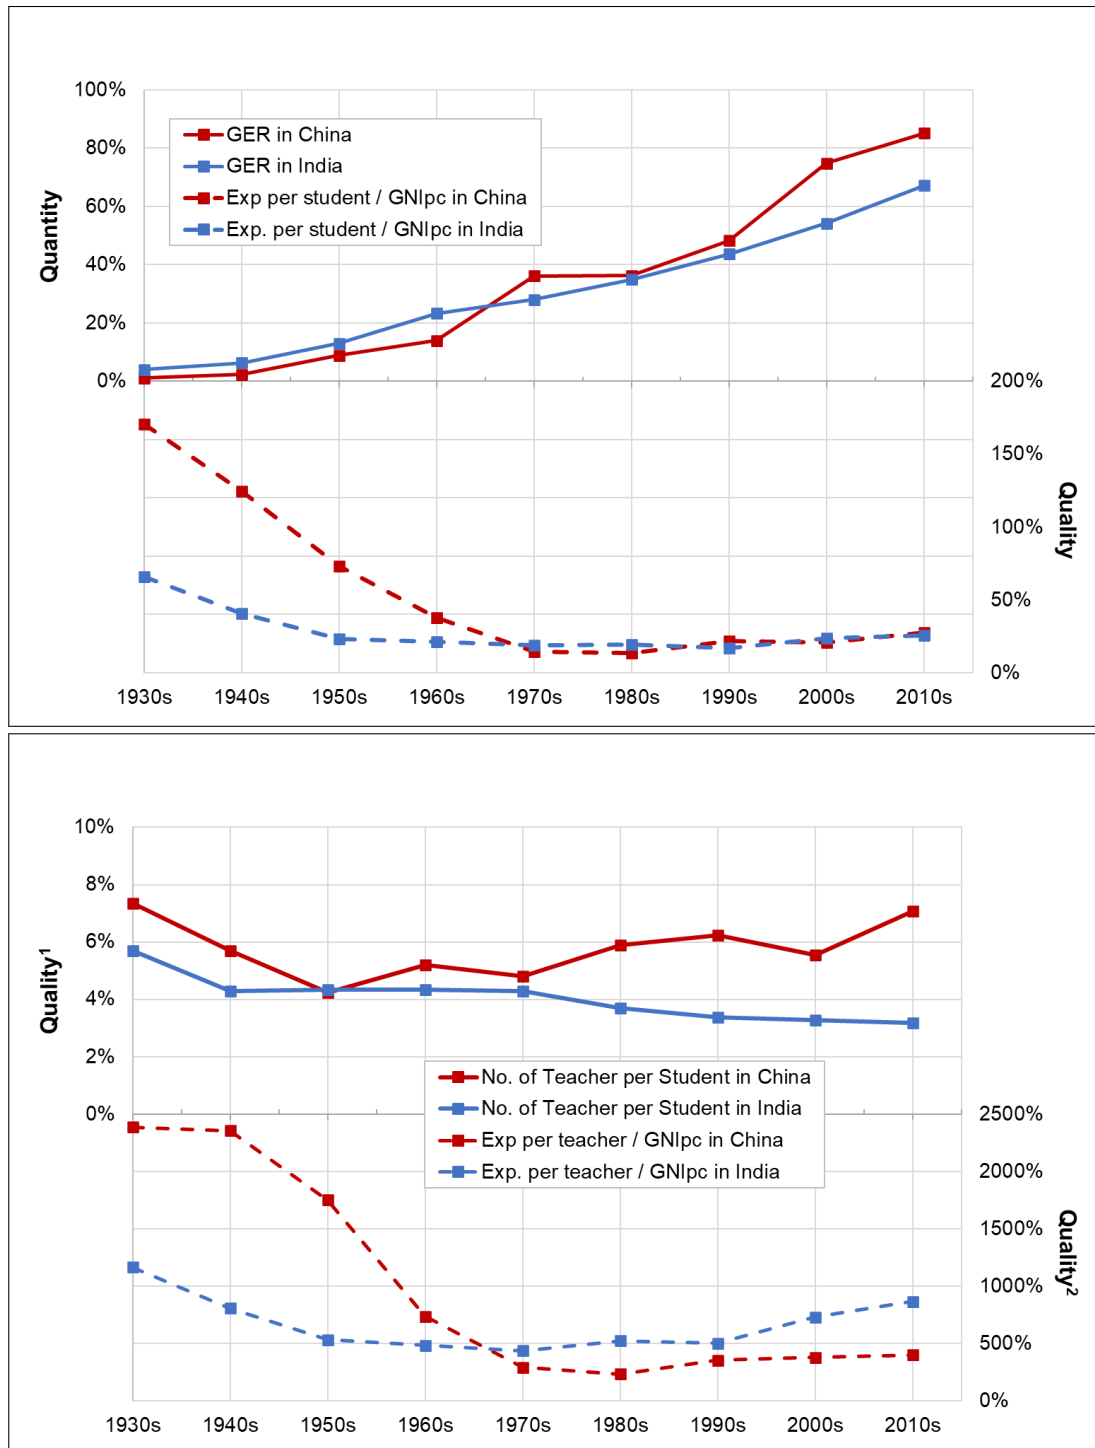 100%
80%
60%
40%
20%
0%
Quantity
GER in China
GER in India
Exp per student / GNIpc in China
Exp. per student / GNIpc in India
200%
150%
100%
50%
0%
Quality
1930s 1940s 1950s 1960s 1970s 1980s 1990s 2000s 2010s
10%
8%
6%
4%
2%
0%
Quality¹
No. of Teacher per Student in China
No. of Teacher per Student in India
Exp per teacher / GNIpc in China
Exp. per teacher / GNIpc in India
2500%
2000%
1500%
1000%
500%
0%
Quality²
1930s 1940s 1950s 1960s 1970s 1980s 1990s 2000s 2010s